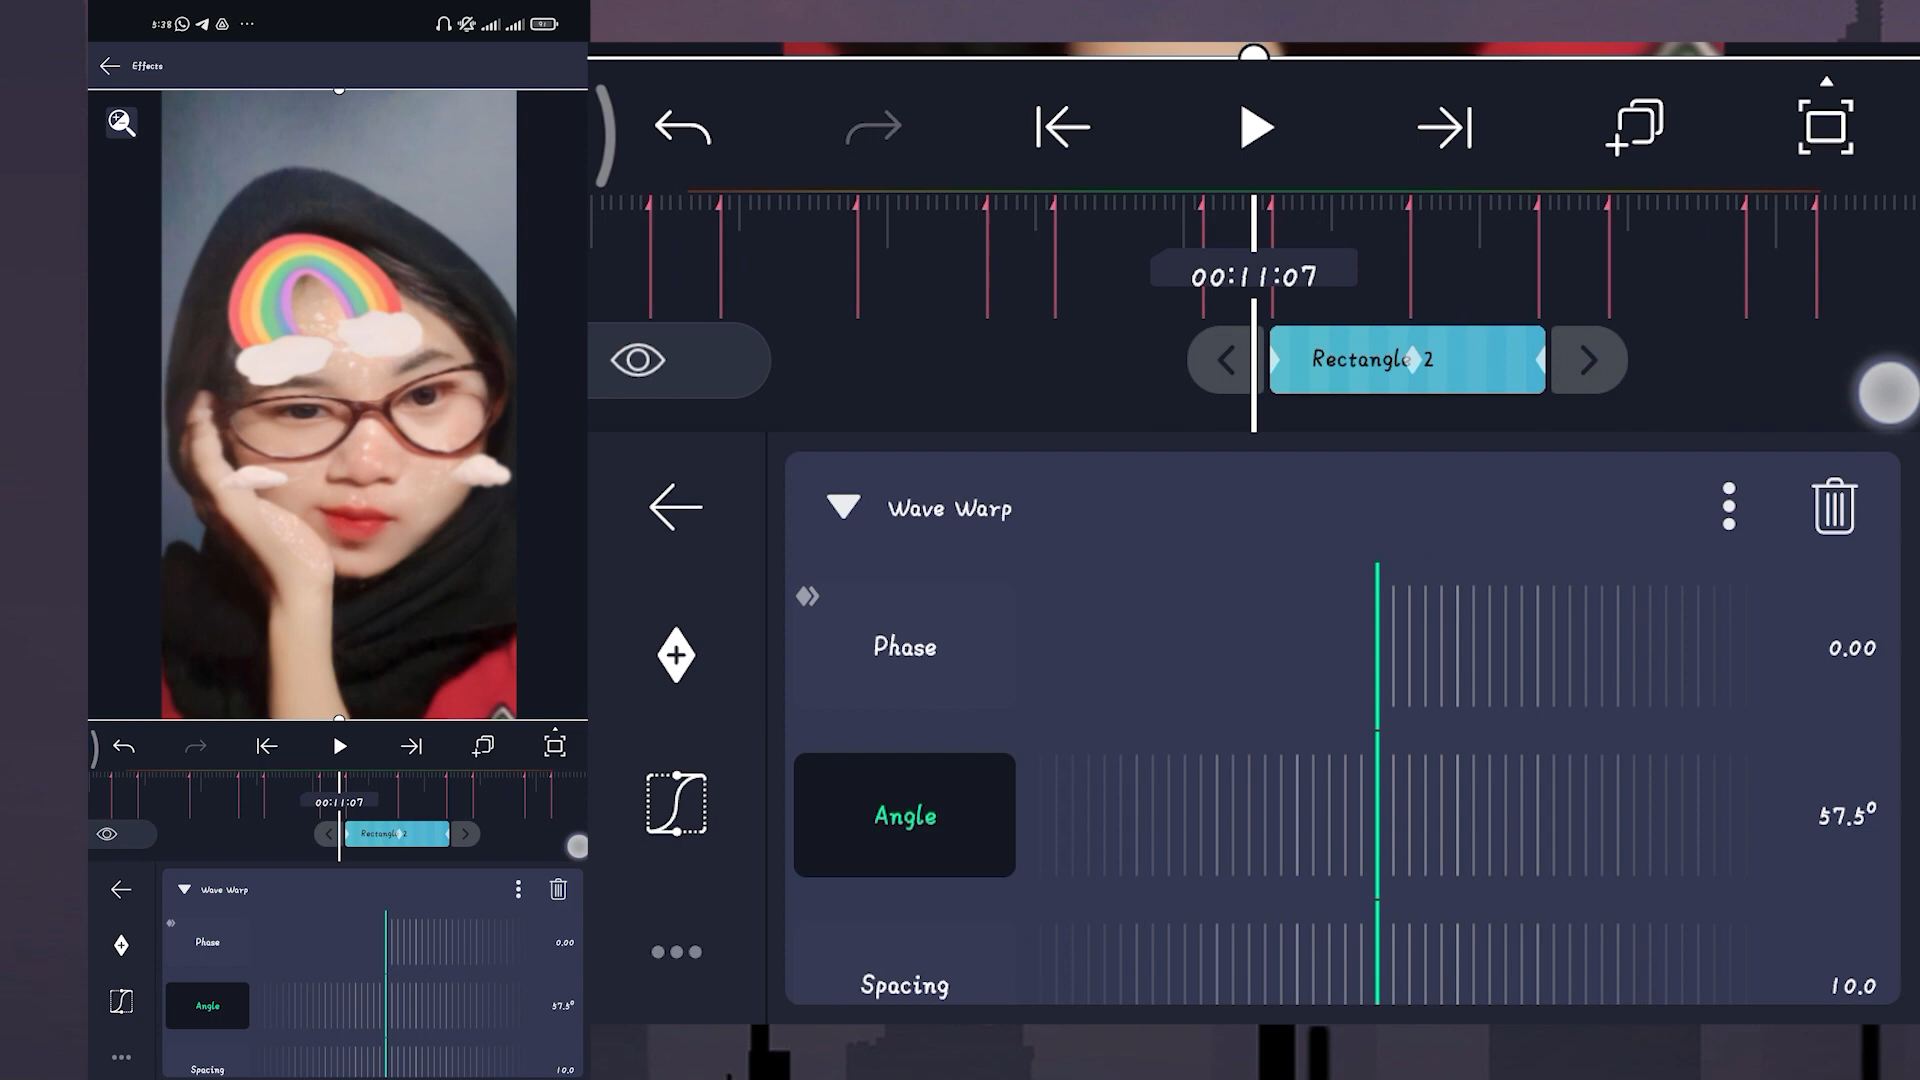 5:38
91
Effects
00:11:07
Rectangle 2
Wave Warp
Phase
0.00
Angle
57.5°
Spacing
10.0
00:11:07
Rectangle 2
Wave Warp
Phase
0.00
Angle
57.5°
Spacing
10.0